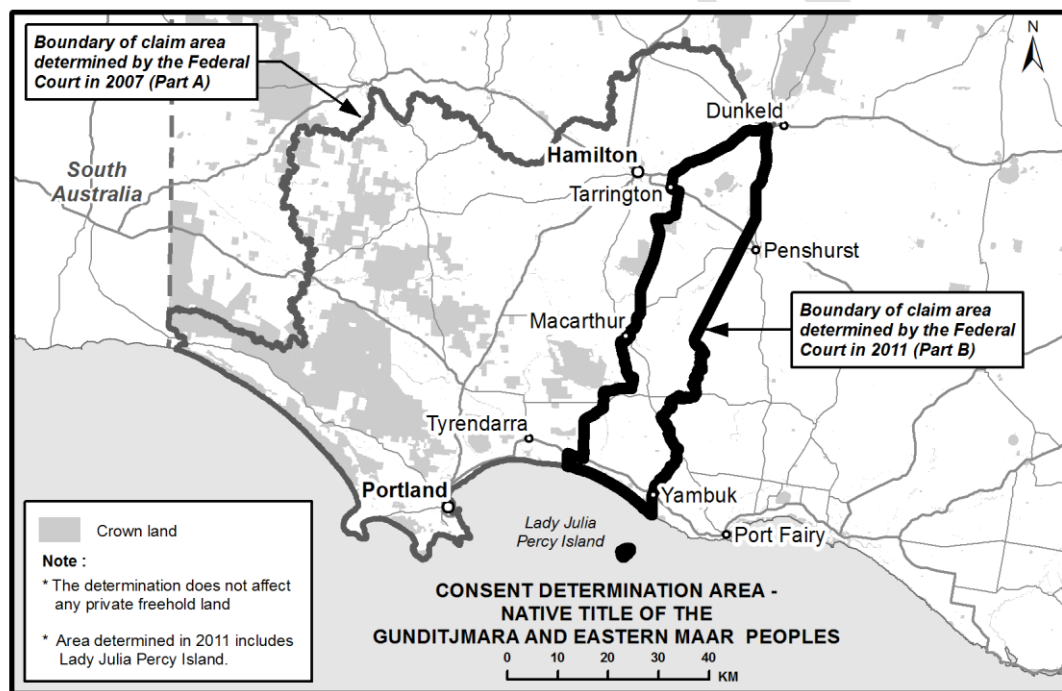 Boundary of claim area
determined by the Federal
Court in 2007 (Part A)
N
Dunkeld
Hamilton
South
Australia
Tarrington
Penshurst
Macarthur
Boundary of claim area
determined by the Federal
Court in 2011 (Part B)
Tyrendarra
Portland
Yambuk
Lady Julia
Percy Island
Port Fairy
Crown land
Note :
* The determination does not affect
any private freehold land
* Area determined in 2011 includes
Lady Julia Percy Island.
CONSENT DETERMINATION AREA -
NATIVE TITLE OF THE
GUNDITJMARA AND EASTERN MAAR PEOPLES
0 10 20 30 40
KM